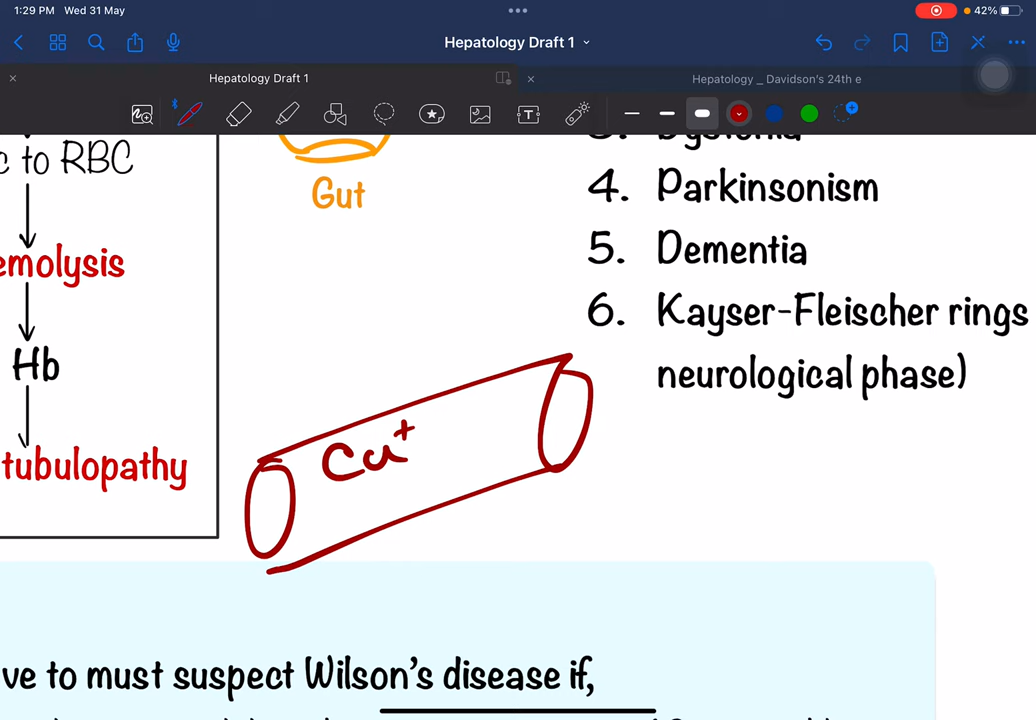 1:29 PM Wed 31 May
42%
Hepatology Draft 1
Hepatology Draft 1
Hepatology _ Davidson's 24th e
c to RBC
emolysis
Hb
tubulopathy
Gut
3. Dystonia
4. Parkinsonism
5. Dementia
6. Kayser-Fleischer rings
neurological phase)
Cu+
ve to must suspect Wilson's disease if,